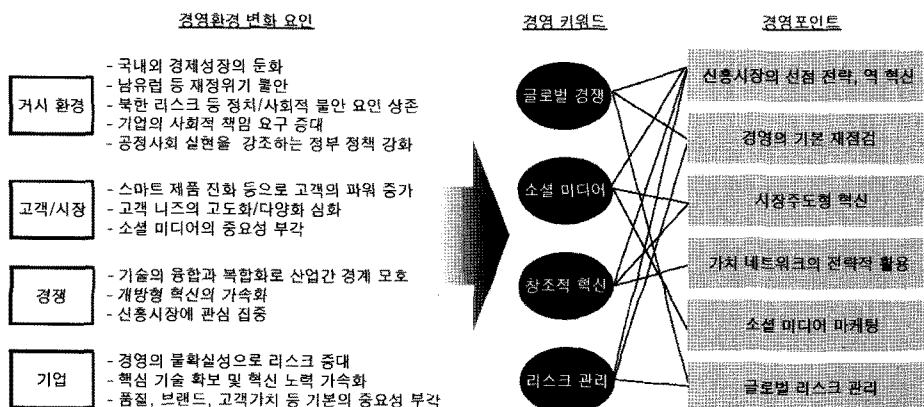 경영환경 변화 요인
경영 키워드
경영포인트
거시 환경
- 국내외 경제성장의 둔화
- 남유럽 등 재정위기 불안
- 북한 리스크 등 정치/사회적 불안 요인 상존
- 기업의 사회적 책임 요구 증대
- 공정사회 실현을 강조하는 정부 정책 강화
고객/시장
- 스마트 제품 진화 등으로 고객의 파워 증가
- 고객 니즈의 고도화/다양화 심화
- 소셜 미디어의 중요성 부각
경쟁
- 기술의 융합과 복합화로 산업간 경계 모호
- 개방형 혁신의 가속화
- 신흥시장에 관심 집중
기업
- 경영의 불확실성으로 리스크 증대
- 핵심 기술 확보 및 혁신 노력 가속화
- 품질, 브랜드, 고객가치 등 기본의 중요성 부각
글로벌 경쟁
소셜 미디어
창조적 혁신
리스크 관리
신흥시장의 선점 전략, 역 혁신
경영의 기본 재점검
시장주도형 혁신
가치 네트워크의 전략적 활용
소셜 미디어 마케팅
글로벌 리스크 관리